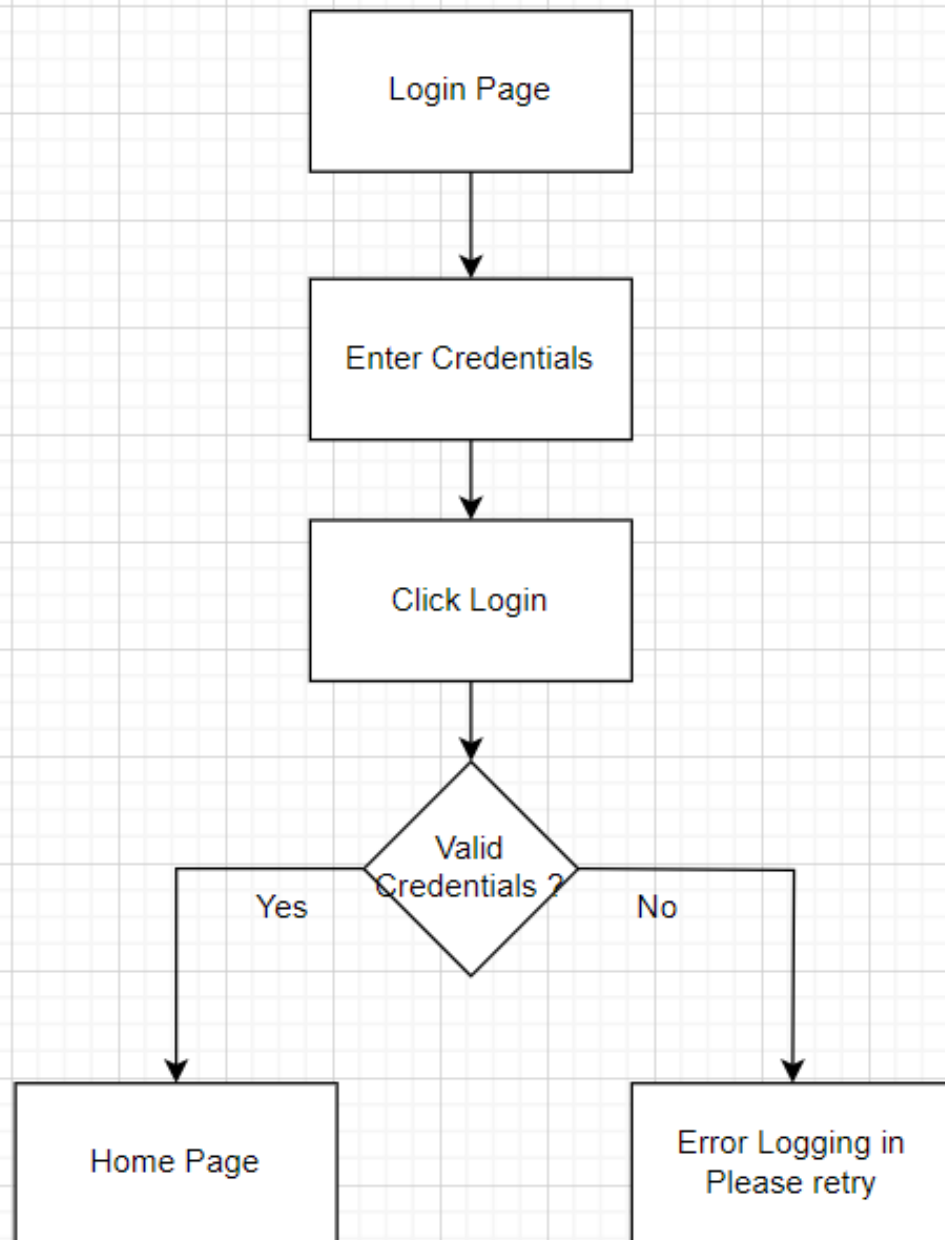 Login Page
Enter Credentials
Click Login
Valid
Credentials ?
Yes
No
Home Page
Error Logging in
Please retry